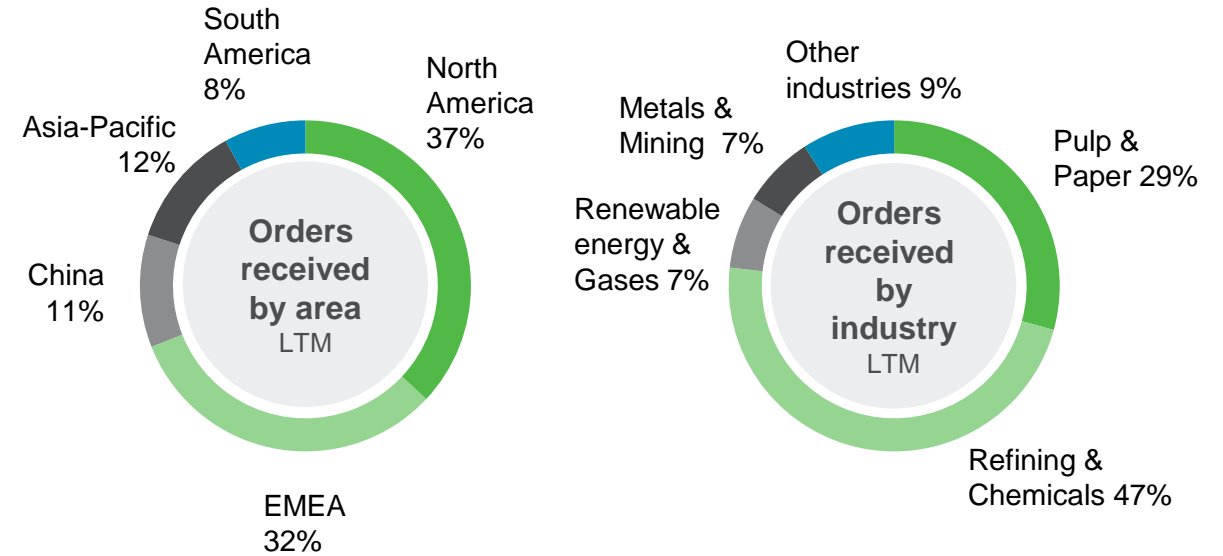 South
America
8%
North
America
37%
Asia-Pacific
12%
China
11%
Orders
received
by area
LTM
EMEA
32%
Other
industries 9%
Metals &
Mining 7%
Pulp &
Paper 29%
Renewable
energy &
Gases 7%
Orders
received
by
industry
LTM
Refining &
Chemicals 47%